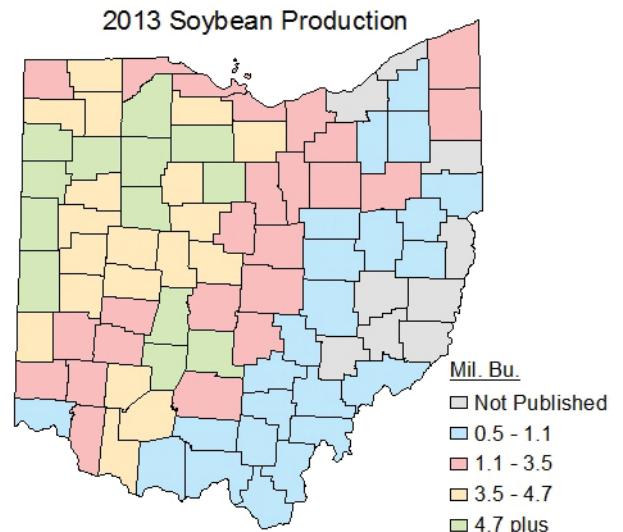 2013 Soybean Production
Mil. Bu.
Not Published
0.5 - 1.1
1.1 - 3.5
3.5 - 4.7
4.7 plus